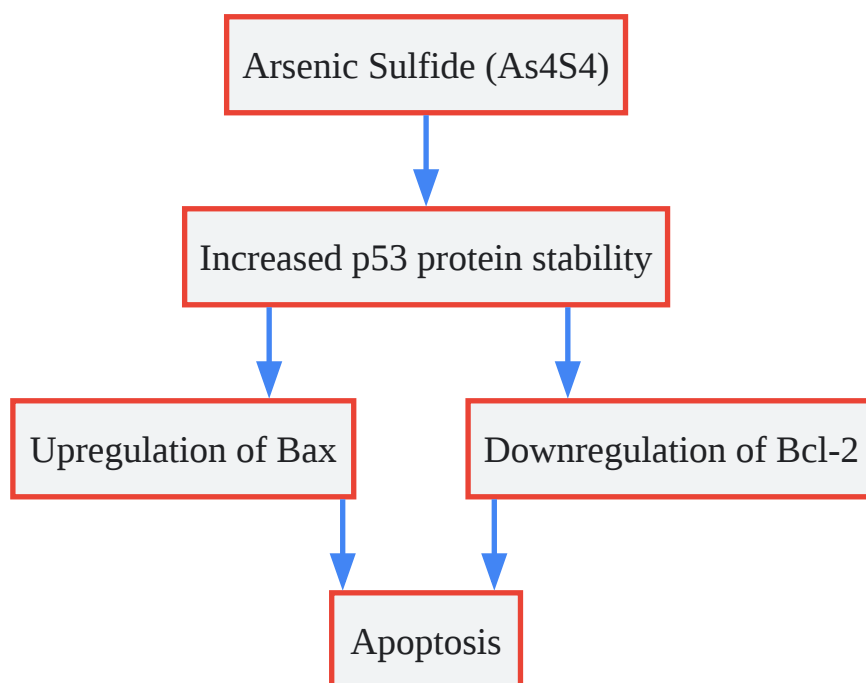 Arsenic Sulfide (As4S4)
Increased p53 protein stability
Upregulation of Bax
Downregulation of Bcl-2
Apoptosis